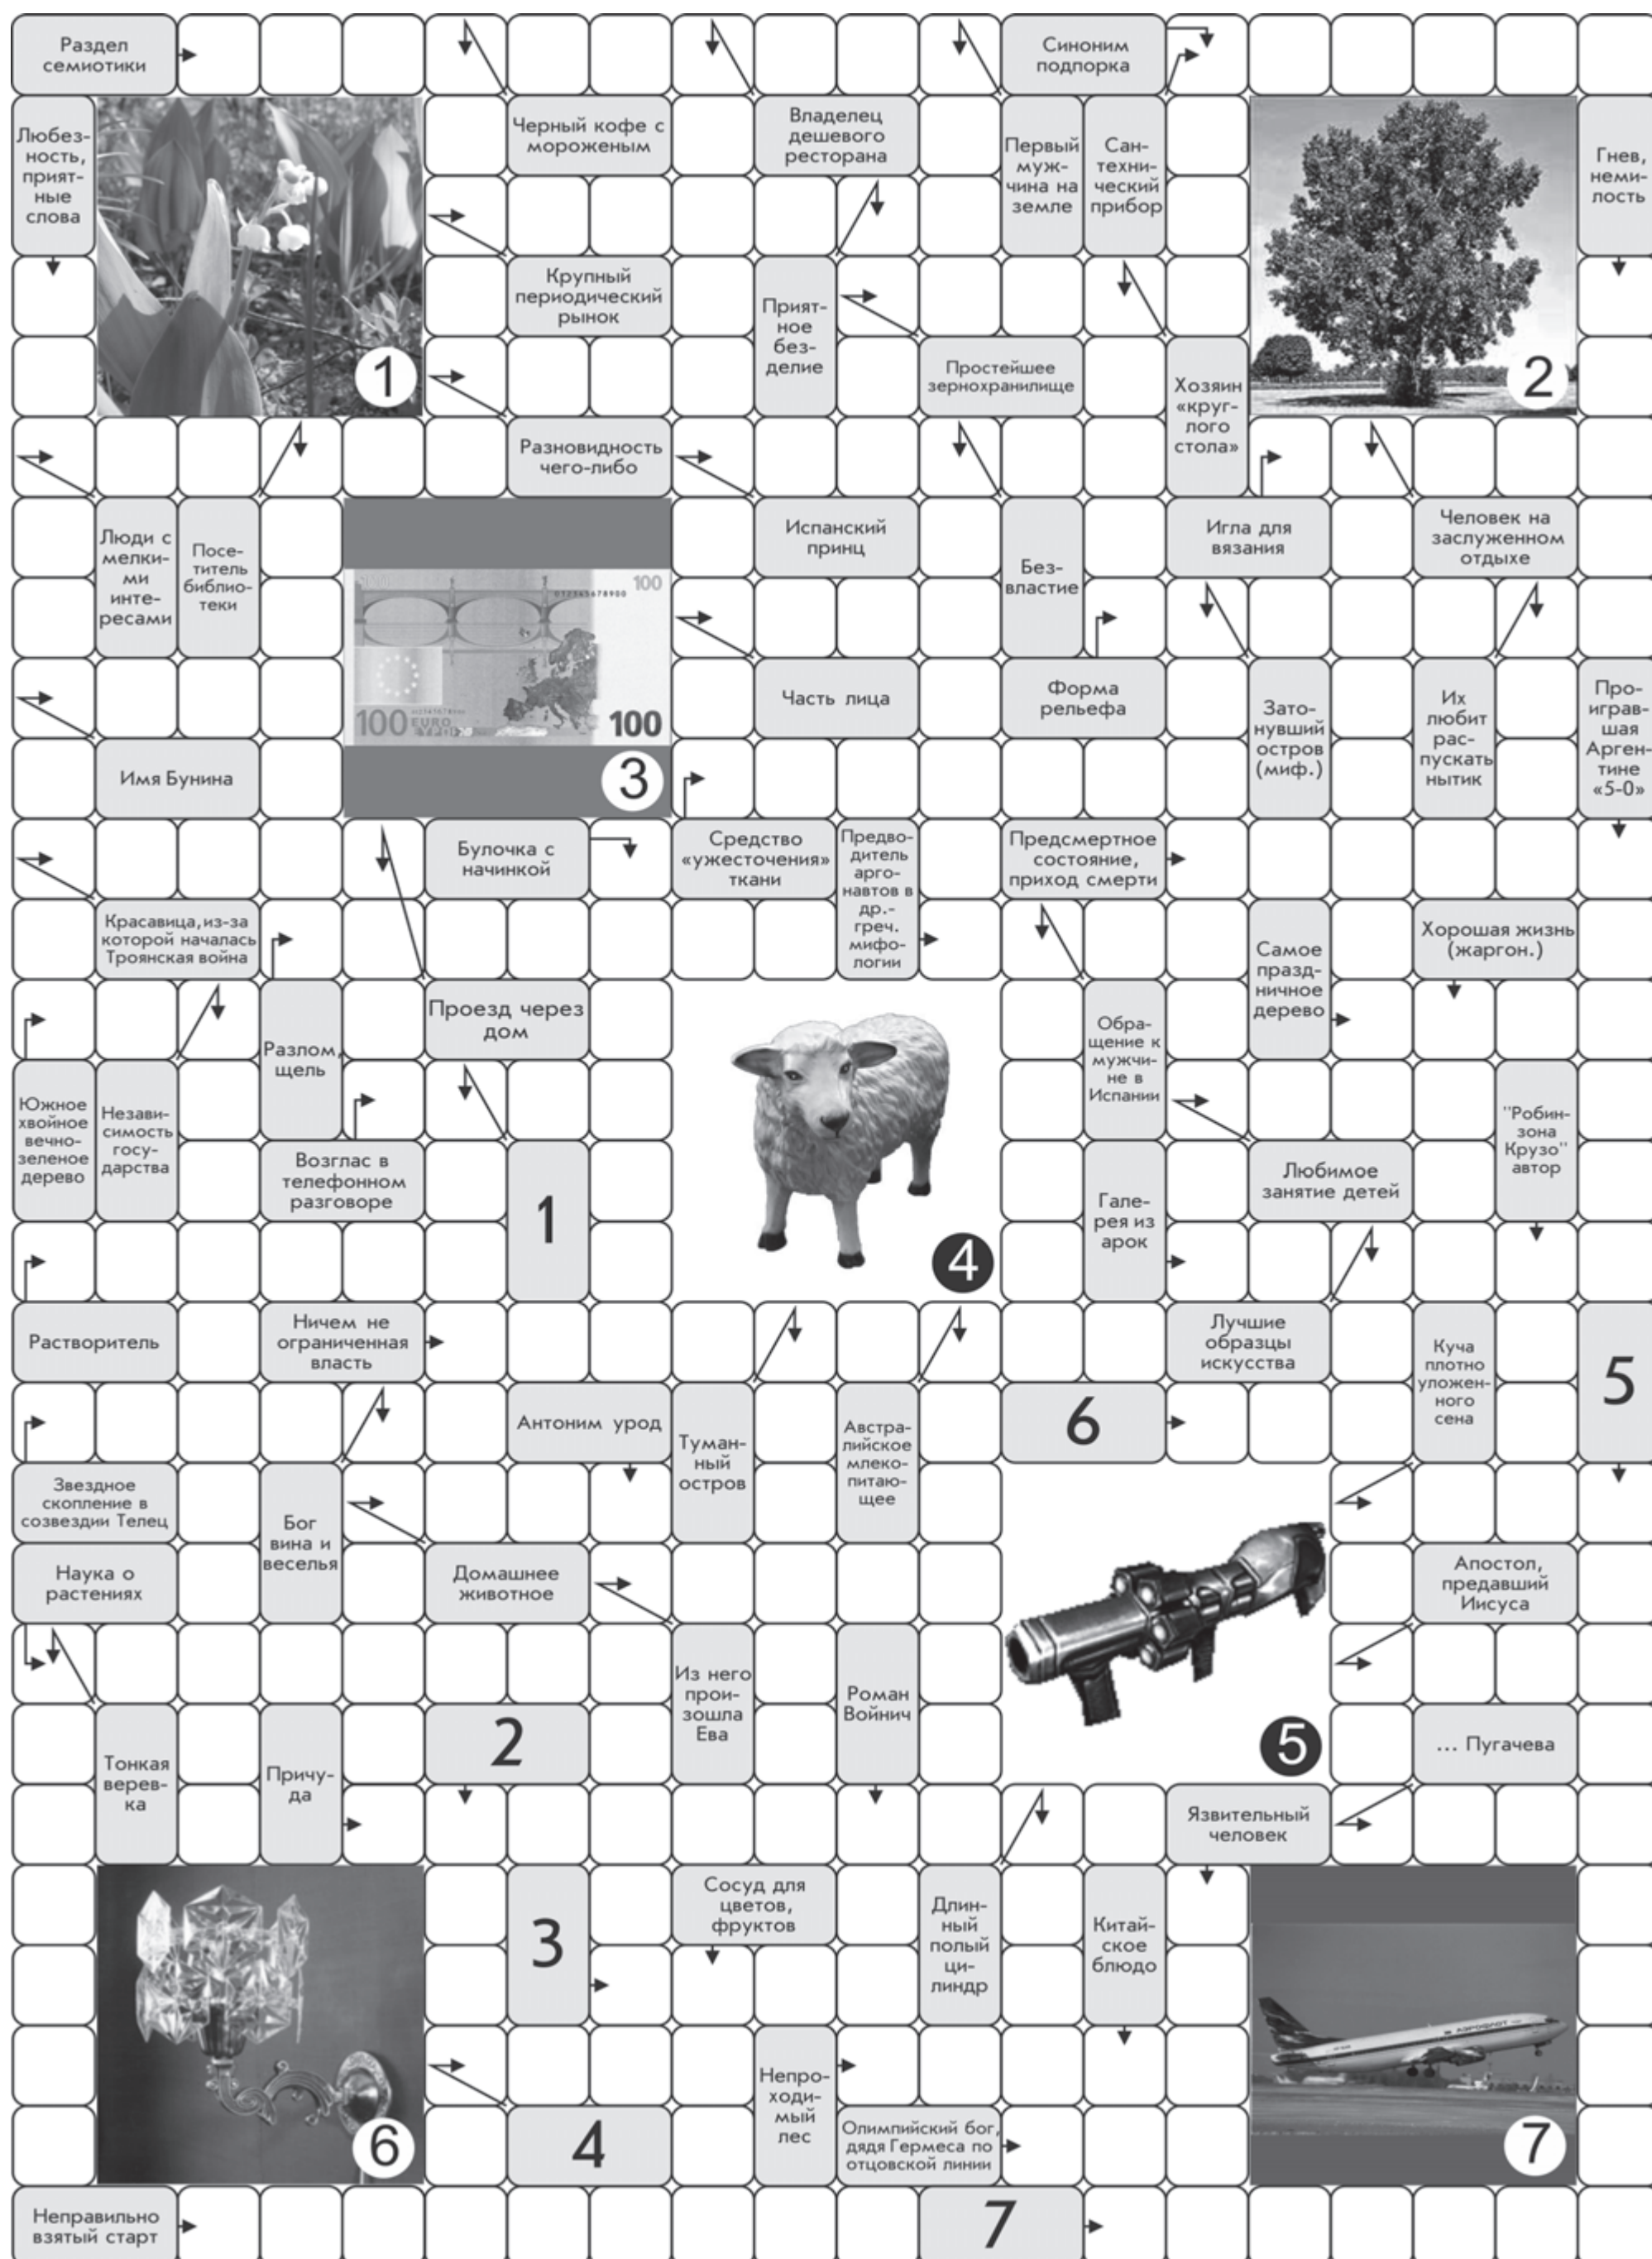 Раздел
семиотики
Синоним
подпорка
Любез-
ность,
прият-
ные
слова
Черный кофе с
мороженым
Владелец
дешевого
ресторана
Первый
муж-
чина на
земле
Сан-
техни-
ческий
прибор
Гнев,
неми-
лость
Крупный
периодический
рынок
Прият-
ное
без-
делие
Простейшее
зернохранилище
Хозяин
«круг-
лого
стола»
1
2
Разновидность
чего-либо
Люди с
мелки-
ми
инте-
ресами
Посе-
титель
библио-
теки
Испанский
принц
Без-
властие
Игла для
вязания
Человек на
заслуженном
отдыхе
100
012345678900
100
EURO
ΕΥΡΩ
100
3
Часть лица
Форма
рельефа
Зато-
нувший
остров
(миф.)
Их
любит
рас-
пускать
нытик
Про-
играв-
шая
Арген-
тине
«5-0»
Имя Бунина
Булочка с
начинкой
Средство
«ужесточения»
ткани
Предво-
дитель
арго-
навтов в
др.-
греч.
мифо-
логии
Предсмертное
состояние,
приход смерти
Красавица, из-за
которой началась
Троянская война
Самое
празд-
ничное
дерево
Хорошая жизнь
(жаргон.)
Разлом,
щель
Проезд через
дом
Обра-
щение к
мужчи-
не в
Испании
Южное
хвойное
вечно-
зеленое
дерево
Незави-
симость
госу-
дарства
"Робин-
зона
Крузо"
автор
Возглас в
телефонном
разговоре
1
4
Гале-
рея из
арок
Любимое
занятие детей
Растворитель
Ничем не
ограниченная
власть
Лучшие
образцы
искусства
Куча
плотно
уложен-
ного
сена
5
Антоним урод
Туман-
ный
остров
Австра-
лийское
млеко-
питаю-
щее
6
Звездное
скопление в
созвездии Телец
Бог
вина и
веселья
Наука о
растениях
Домашнее
животное
Апостол,
предавший
Иисуса
Из него
прои-
зошла
Ева
Роман
Войнич
5
Тонкая
верев-
ка
Причу-
да
2
... Пугачева
Язвительный
человек
3
Сосуд для
цветов,
фруктов
Длин-
ный
полый
ци-
линдр
Китай-
ское
блюдо
АЭРОФЛОТ
Непро-
ходи-
мый
лес
6
4
Олимпийский бог,
дядя Гермеса по
отцовской линии
7
Неправильно
взятый старт
7